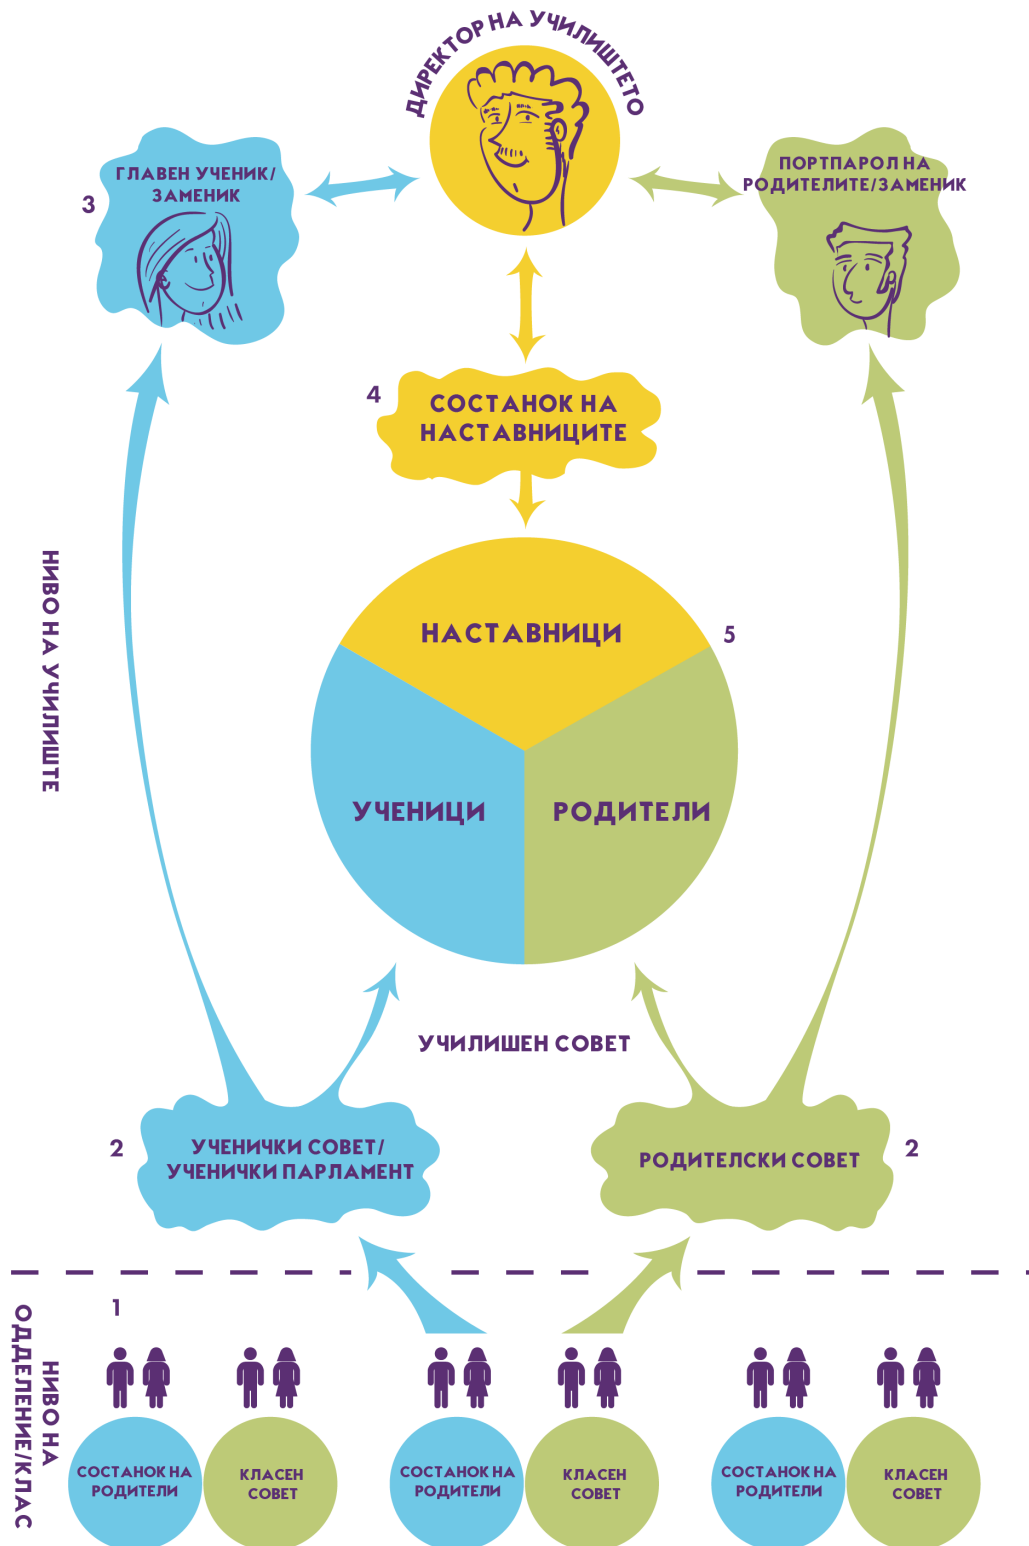 ДИРЕКТОР НА УЧИЛИШТЕТО
ГЛАВЕН УЧЕНИК/
ЗАМЕНИК
3
ПОРТПАРОЛ НА
РОДИТЕЛИТЕ/ЗАМЕНИК
4
СОСТАНОК НА
НАСТАВНИЦИТЕ
НИВО НА УЧИЛИШТЕ
НАСТАВНИЦИ
5
УЧЕНИЦИ
РОДИТЕЛИ
УЧИЛИШЕН СОВЕТ
2
УЧЕНИЧКИ СОВЕТ/
УЧЕНИЧКИ ПАРЛАМЕНТ
РОДИТЕЛСКИ СОВЕТ
2
1
НИВО НА
ОДДЕЛЕНИЕ/КЛАС
СОСТАНОК НА
РОДИТЕЛИ
КЛАСЕН
СОВЕТ
СОСТАНОК НА
РОДИТЕЛИ
КЛАСЕН
СОВЕТ
СОСТАНОК НА
РОДИТЕЛИ
КЛАСЕН
СОВЕТ